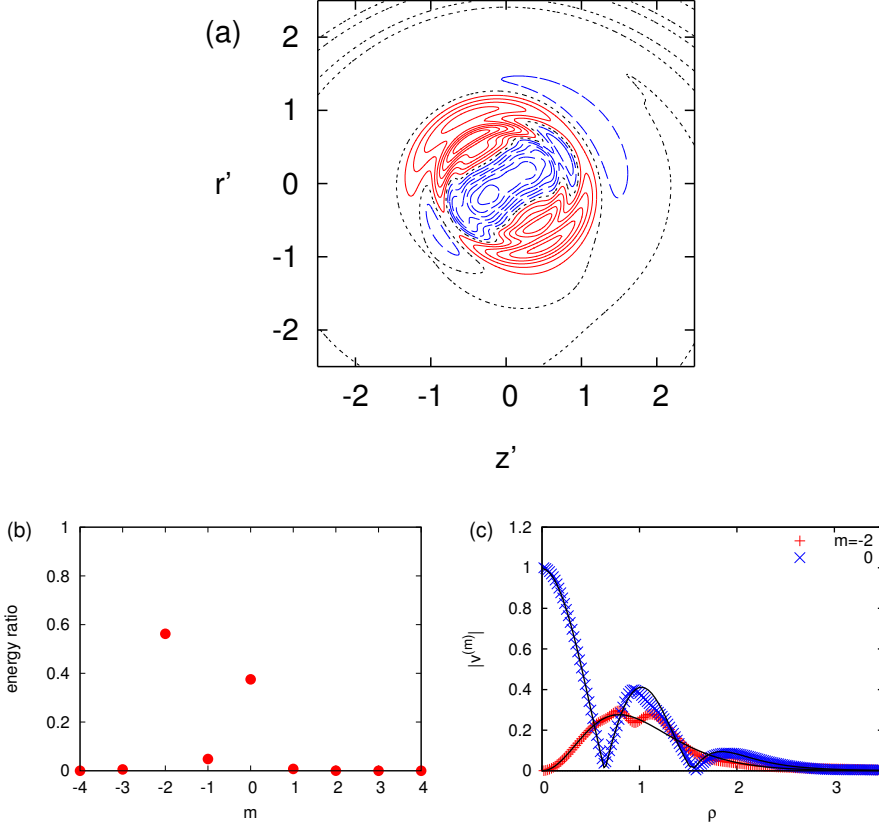 (a)
2
1
0
-1
-2
r'
-2 -1 0 1 2
z'
(b)
1
0.8
0.6
0.4
0.2
0
energy ratio
-4 -3 -2 -1 0 1 2 3 4
m
(c)
1.2
1
0.8
0.6
0.4
0.2
0
|v^(m)|
m=-2
0
0 1 2 3
ρ